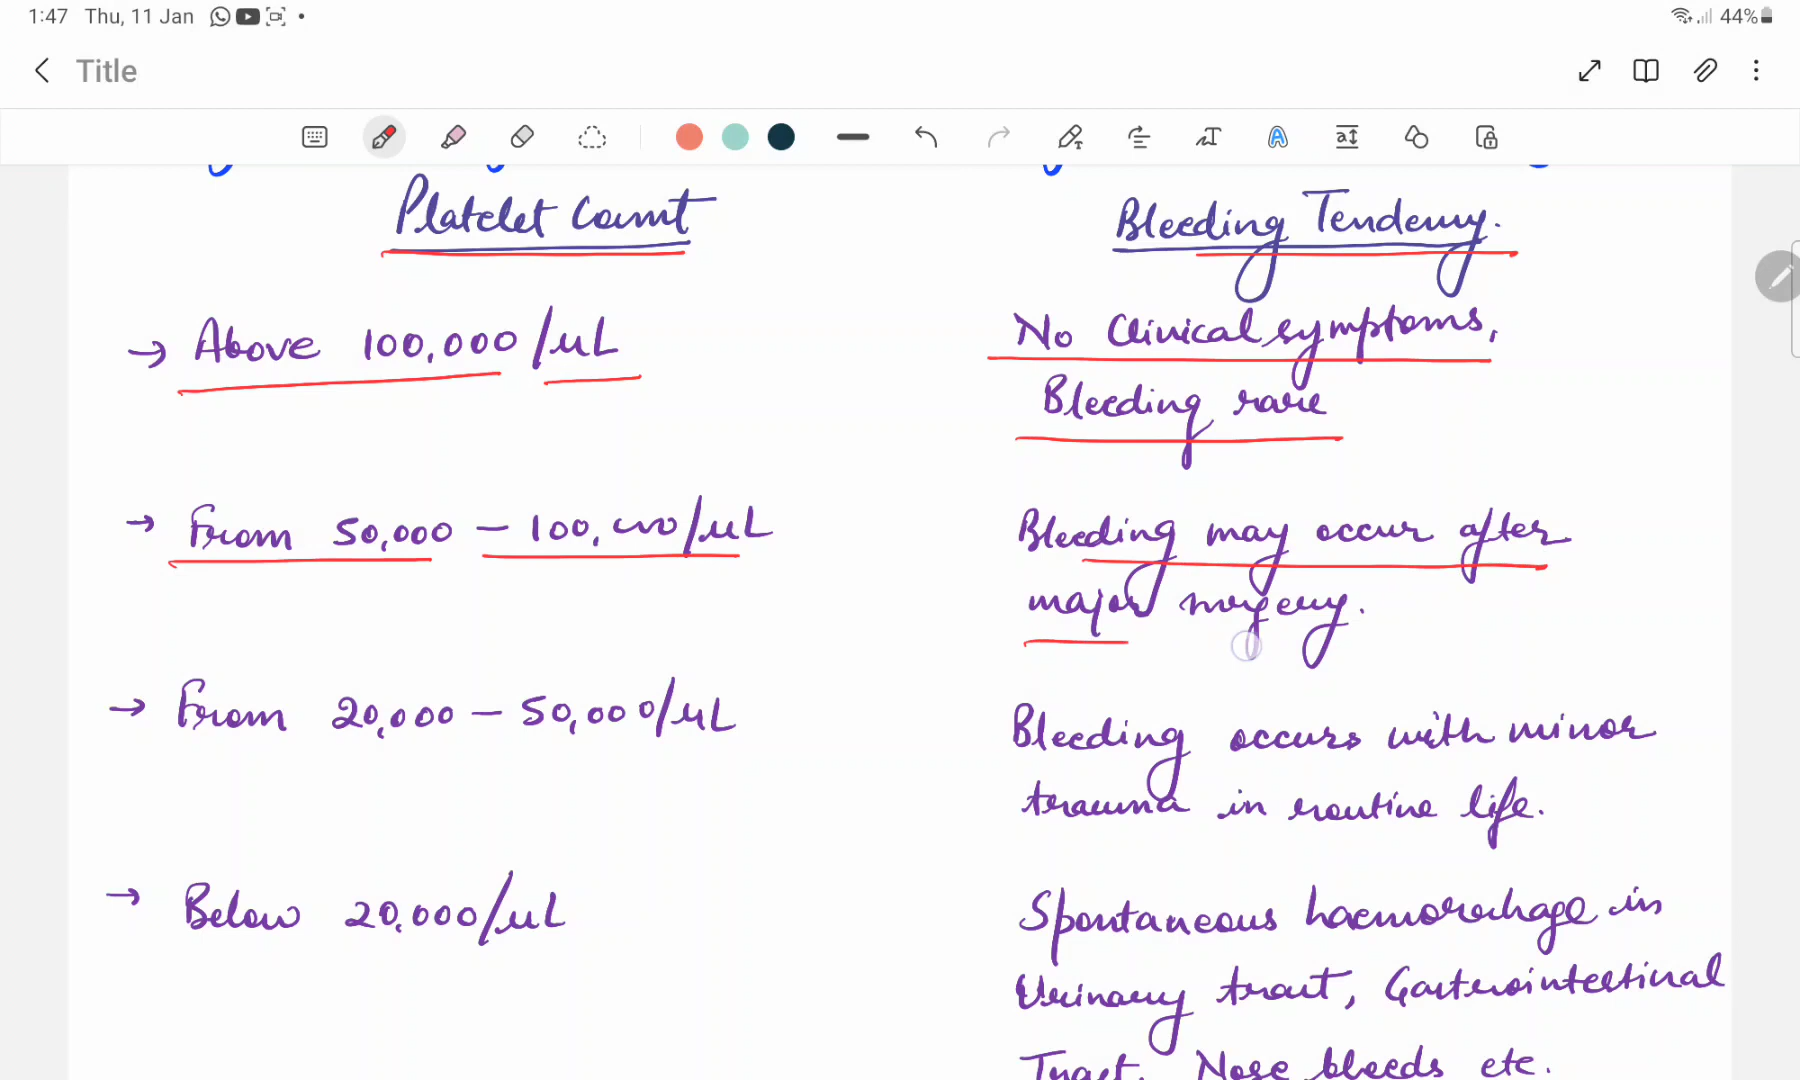 1:47 Thu, 11 Jan
44%
Title
Platelet Count
Bleeding Tendency.
→ Above 100,000/uL
No Clinical symptoms,
Bleeding rare
→ From 50,000 – 100,000/uL
Bleeding may occur after
major surgery.
→ From 20,000 – 50,000/uL
Bleeding occurs with minor
trauma in routine life.
→ Below 20,000/uL
Spontaneous haemorrhage in
Urinary tract, Gastrointestinal
Tract, Nose bleeds etc.